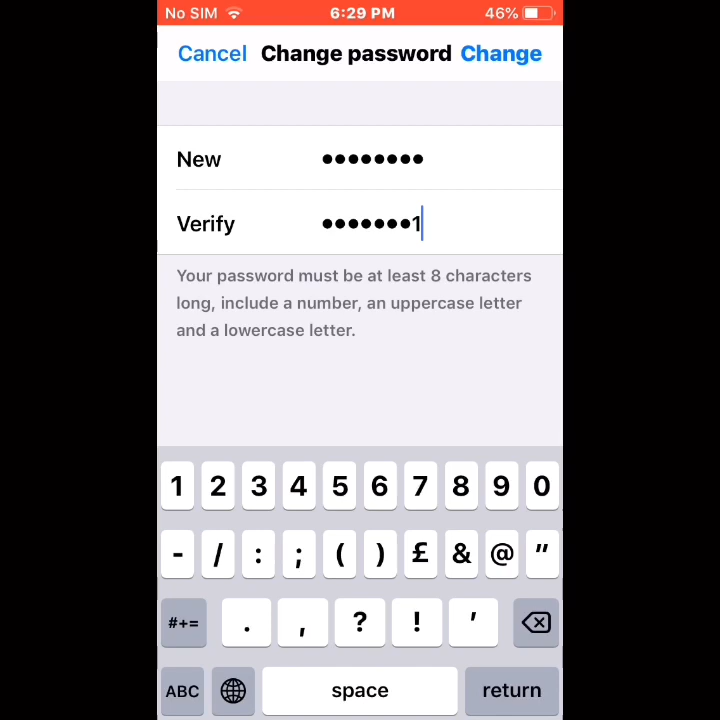 No SIM 6:29 PM 46%
Cancel Change password Change
New ●●●●●●●●
Verify ●●●●●●●1
Your password must be at least 8 characters
long, include a number, an uppercase letter
and a lowercase letter.
1 2 3 4 5 6 7 8 9 0
- / : ; ( ) £ & @ "
#+= . , ? ! '
ABC space return